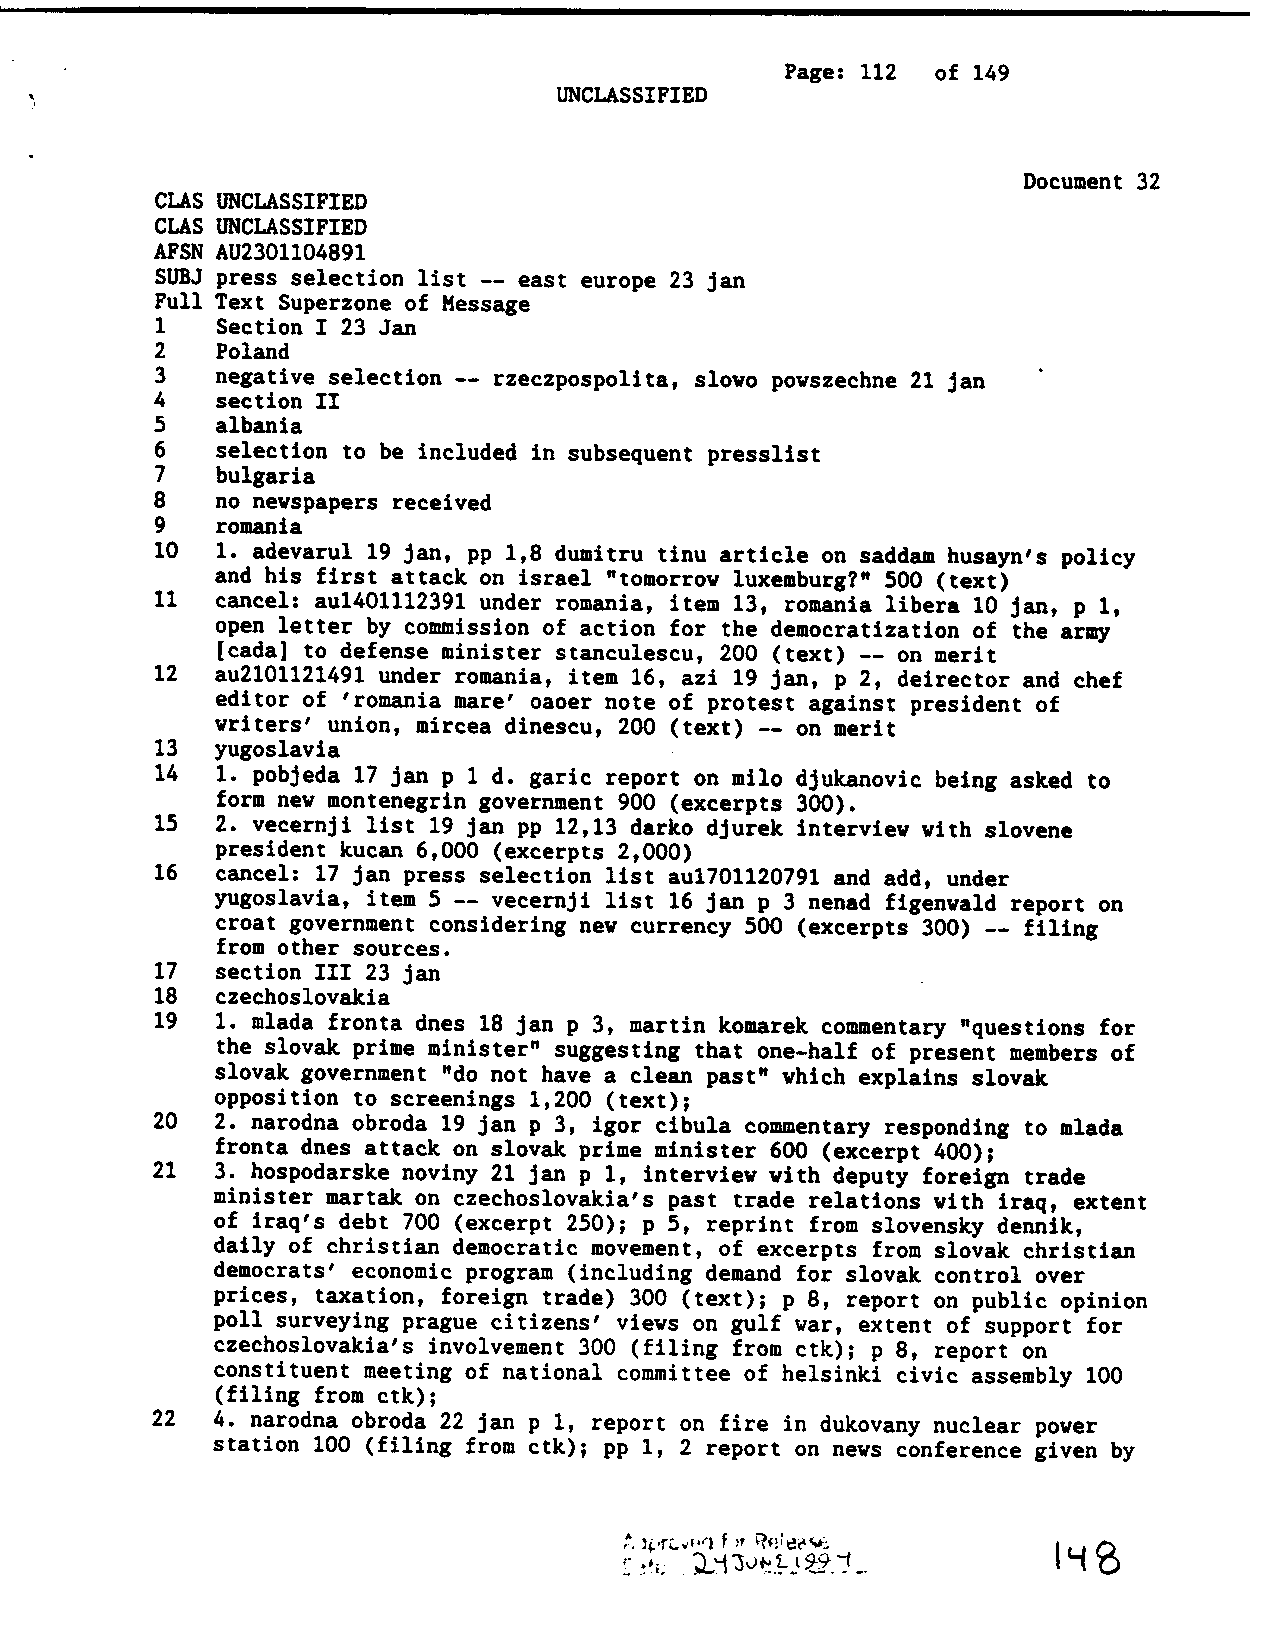 Page: 112 of 149
UNCLASSIFIED
Document 32
CLAS UNCLASSIFIED
CLAS UNCLASSIFIED
AFSN AU2301104891
SUBJ press selection list -- east europe 23 jan
Full Text Superzone of Message
1 Section I 23 Jan
2 Poland
3 negative selection -- rzeczpospolita, slowo powszechne 21 jan
4 section II
5 albania
6 selection to be included in subsequent presslist
7 bulgaria
8 no newspapers received
9 romania
10 1. adevarul 19 jan, pp 1,8 dumitru tinu article on saddam husayn's policy
and his first attack on israel "tomorrow luxemburg?" 500 (text)
11 cancel: au1401112391 under romania, item 13, romania libera 10 jan, p 1,
open letter by commission of action for the democratization of the army
[cada] to defense minister stanculescu, 200 (text) -- on merit
12 au2101121491 under romania, item 16, azi 19 jan, p 2, deirector and chef
editor of 'romania mare' oaoer note of protest against president of
writers' union, mircea dinescu, 200 (text) -- on merit
13 yugoslavia
14 1. pobjeda 17 jan p 1 d. garic report on milo djukanovic being asked to
form new montenegrin government 900 (excerpts 300).
15 2. vecernji list 19 jan pp 12,13 darko djurek interview with slovene
president kucan 6,000 (excerpts 2,000)
16 cancel: 17 jan press selection list au1701120791 and add, under
yugoslavia, item 5 -- vecernji list 16 jan p 3 nenad figenwald report on
croat government considering new currency 500 (excerpts 300) -- filing
from other sources.
17 section III 23 jan
18 czechoslovakia
19 1. mlada fronta dnes 18 jan p 3, martin komarek commentary "questions for
the slovak prime minister" suggesting that one-half of present members of
slovak government "do not have a clean past" which explains slovak
opposition to screenings 1,200 (text);
20 2. narodna obroda 19 jan p 3, igor cibula commentary responding to mlada
fronta dnes attack on slovak prime minister 600 (excerpt 400);
21 3. hospodarske noviny 21 jan p 1, interview with deputy foreign trade
minister martak on czechoslovakia's past trade relations with iraq, extent
of iraq's debt 700 (excerpt 250); p 5, reprint from slovensky dennik,
daily of christian democratic movement, of excerpts from slovak christian
democrats' economic program (including demand for slovak control over
prices, taxation, foreign trade) 300 (text); p 8, report on public opinion
poll surveying prague citizens' views on gulf war, extent of support for
czechoslovakia's involvement 300 (filing from ctk); p 8, report on
constituent meeting of national committee of helsinki civic assembly 100
(filing from ctk);
22 4. narodna obroda 22 jan p 1, report on fire in dukovany nuclear power
station 100 (filing from ctk); pp 1, 2 report on news conference given by
Approved for Release
Date 24 JUNE 1997
148